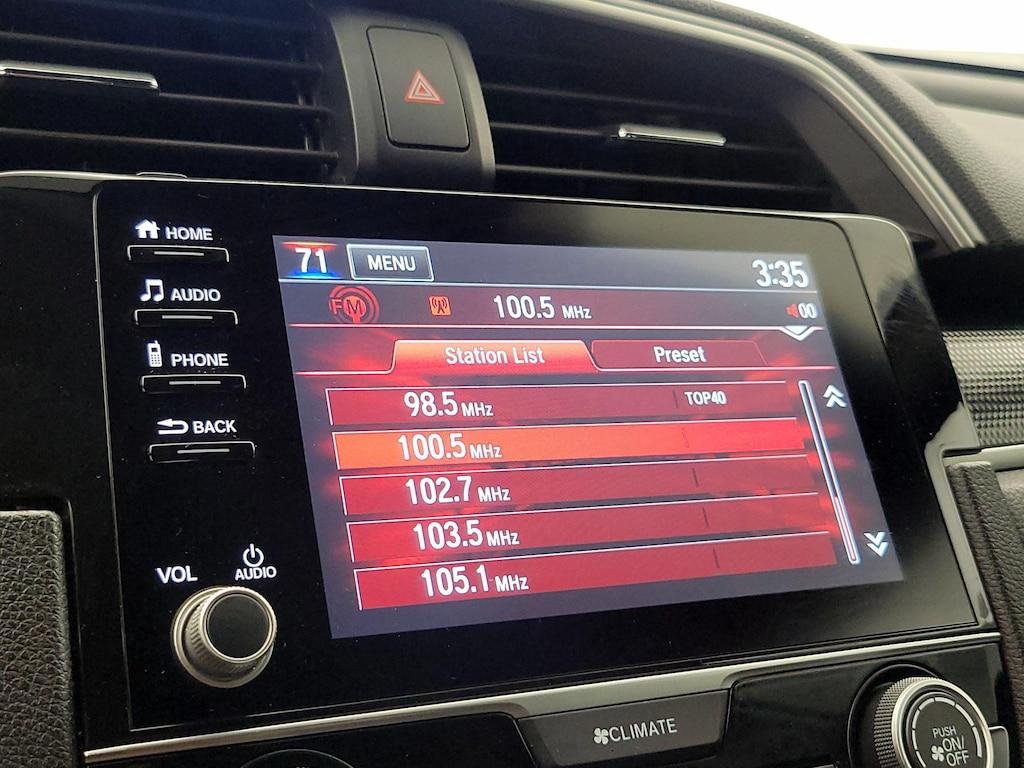 HOME
AUDIO
PHONE
BACK
VOL
AUDIO
71 MENU 3:35
FM 100.5 MHz 00
Station List Preset
98.5 MHz TOP40
100.5 MHz
102.7 MHz
103.5 MHz
105.1 MHz
CLIMATE
PUSH
ON/
OFF